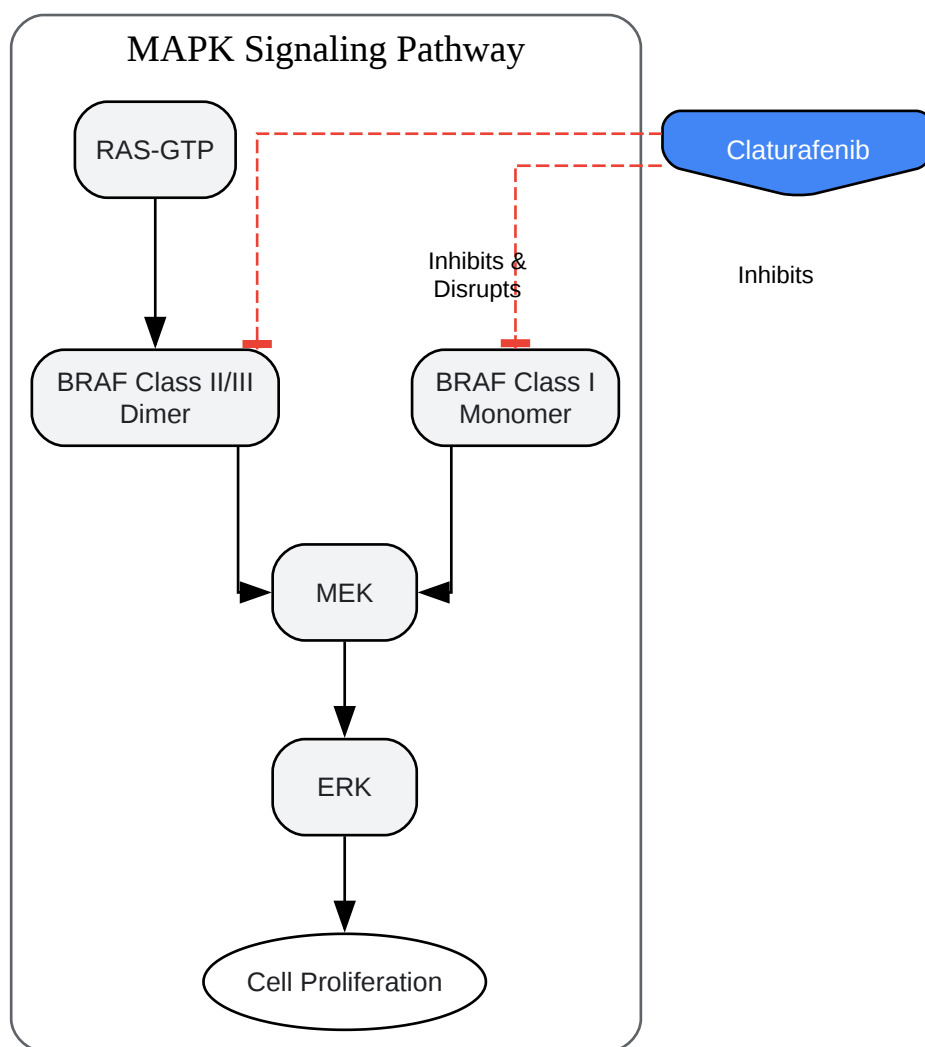 MAPK Signaling Pathway
RAS-GTP
Claturafenib
Inhibits &
Disrupts
Inhibits
BRAF Class II/III
Dimer
BRAF Class I
Monomer
MEK
ERK
Cell Proliferation